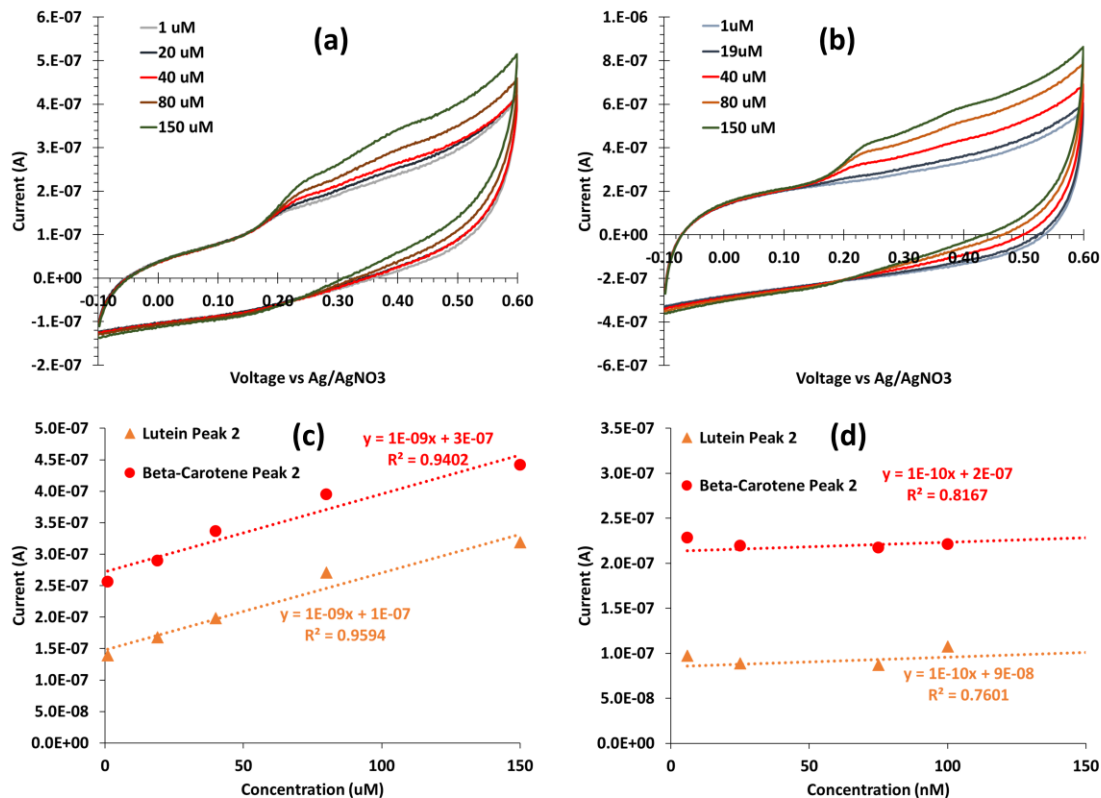 (a)
1 uM
20 uM
40 uM
80 uM
150 uM
6.E-07
5.E-07
4.E-07
3.E-07
2.E-07
1.E-07
0.E+00
-1.E-07
-2.E-07
Current (A)
-0.10 0.00 0.10 0.20 0.30 0.40 0.50 0.60
Voltage vs Ag/AgNO3
(b)
1uM
19uM
40 uM
80 uM
150 uM
1.E-06
8.E-07
6.E-07
4.E-07
2.E-07
0.E+00
-2.E-07
-4.E-07
-6.E-07
Current (A)
-0.10 0.00 0.10 0.20 0.30 0.40 0.50 0.60
Voltage vs Ag/AgNO3
(c)
Lutein Peak 2
Beta-Carotene Peak 2
y = 1E-09x + 3E-07
R² = 0.9402
y = 1E-09x + 1E-07
R² = 0.9594
5.0E-07
4.5E-07
4.0E-07
3.5E-07
3.0E-07
2.5E-07
2.0E-07
1.5E-07
1.0E-07
5.0E-08
0.0E+00
Current (A)
0 50 100 150
Concentration (uM)
(d)
Lutein Peak 2
Beta-Carotene Peak 2
y = 1E-10x + 2E-07
R² = 0.8167
y = 1E-10x + 9E-08
R² = 0.7601
3.5E-07
3.0E-07
2.5E-07
2.0E-07
1.5E-07
1.0E-07
5.0E-08
0.0E+00
Current (A)
0 50 100 150
Concentration (nM)